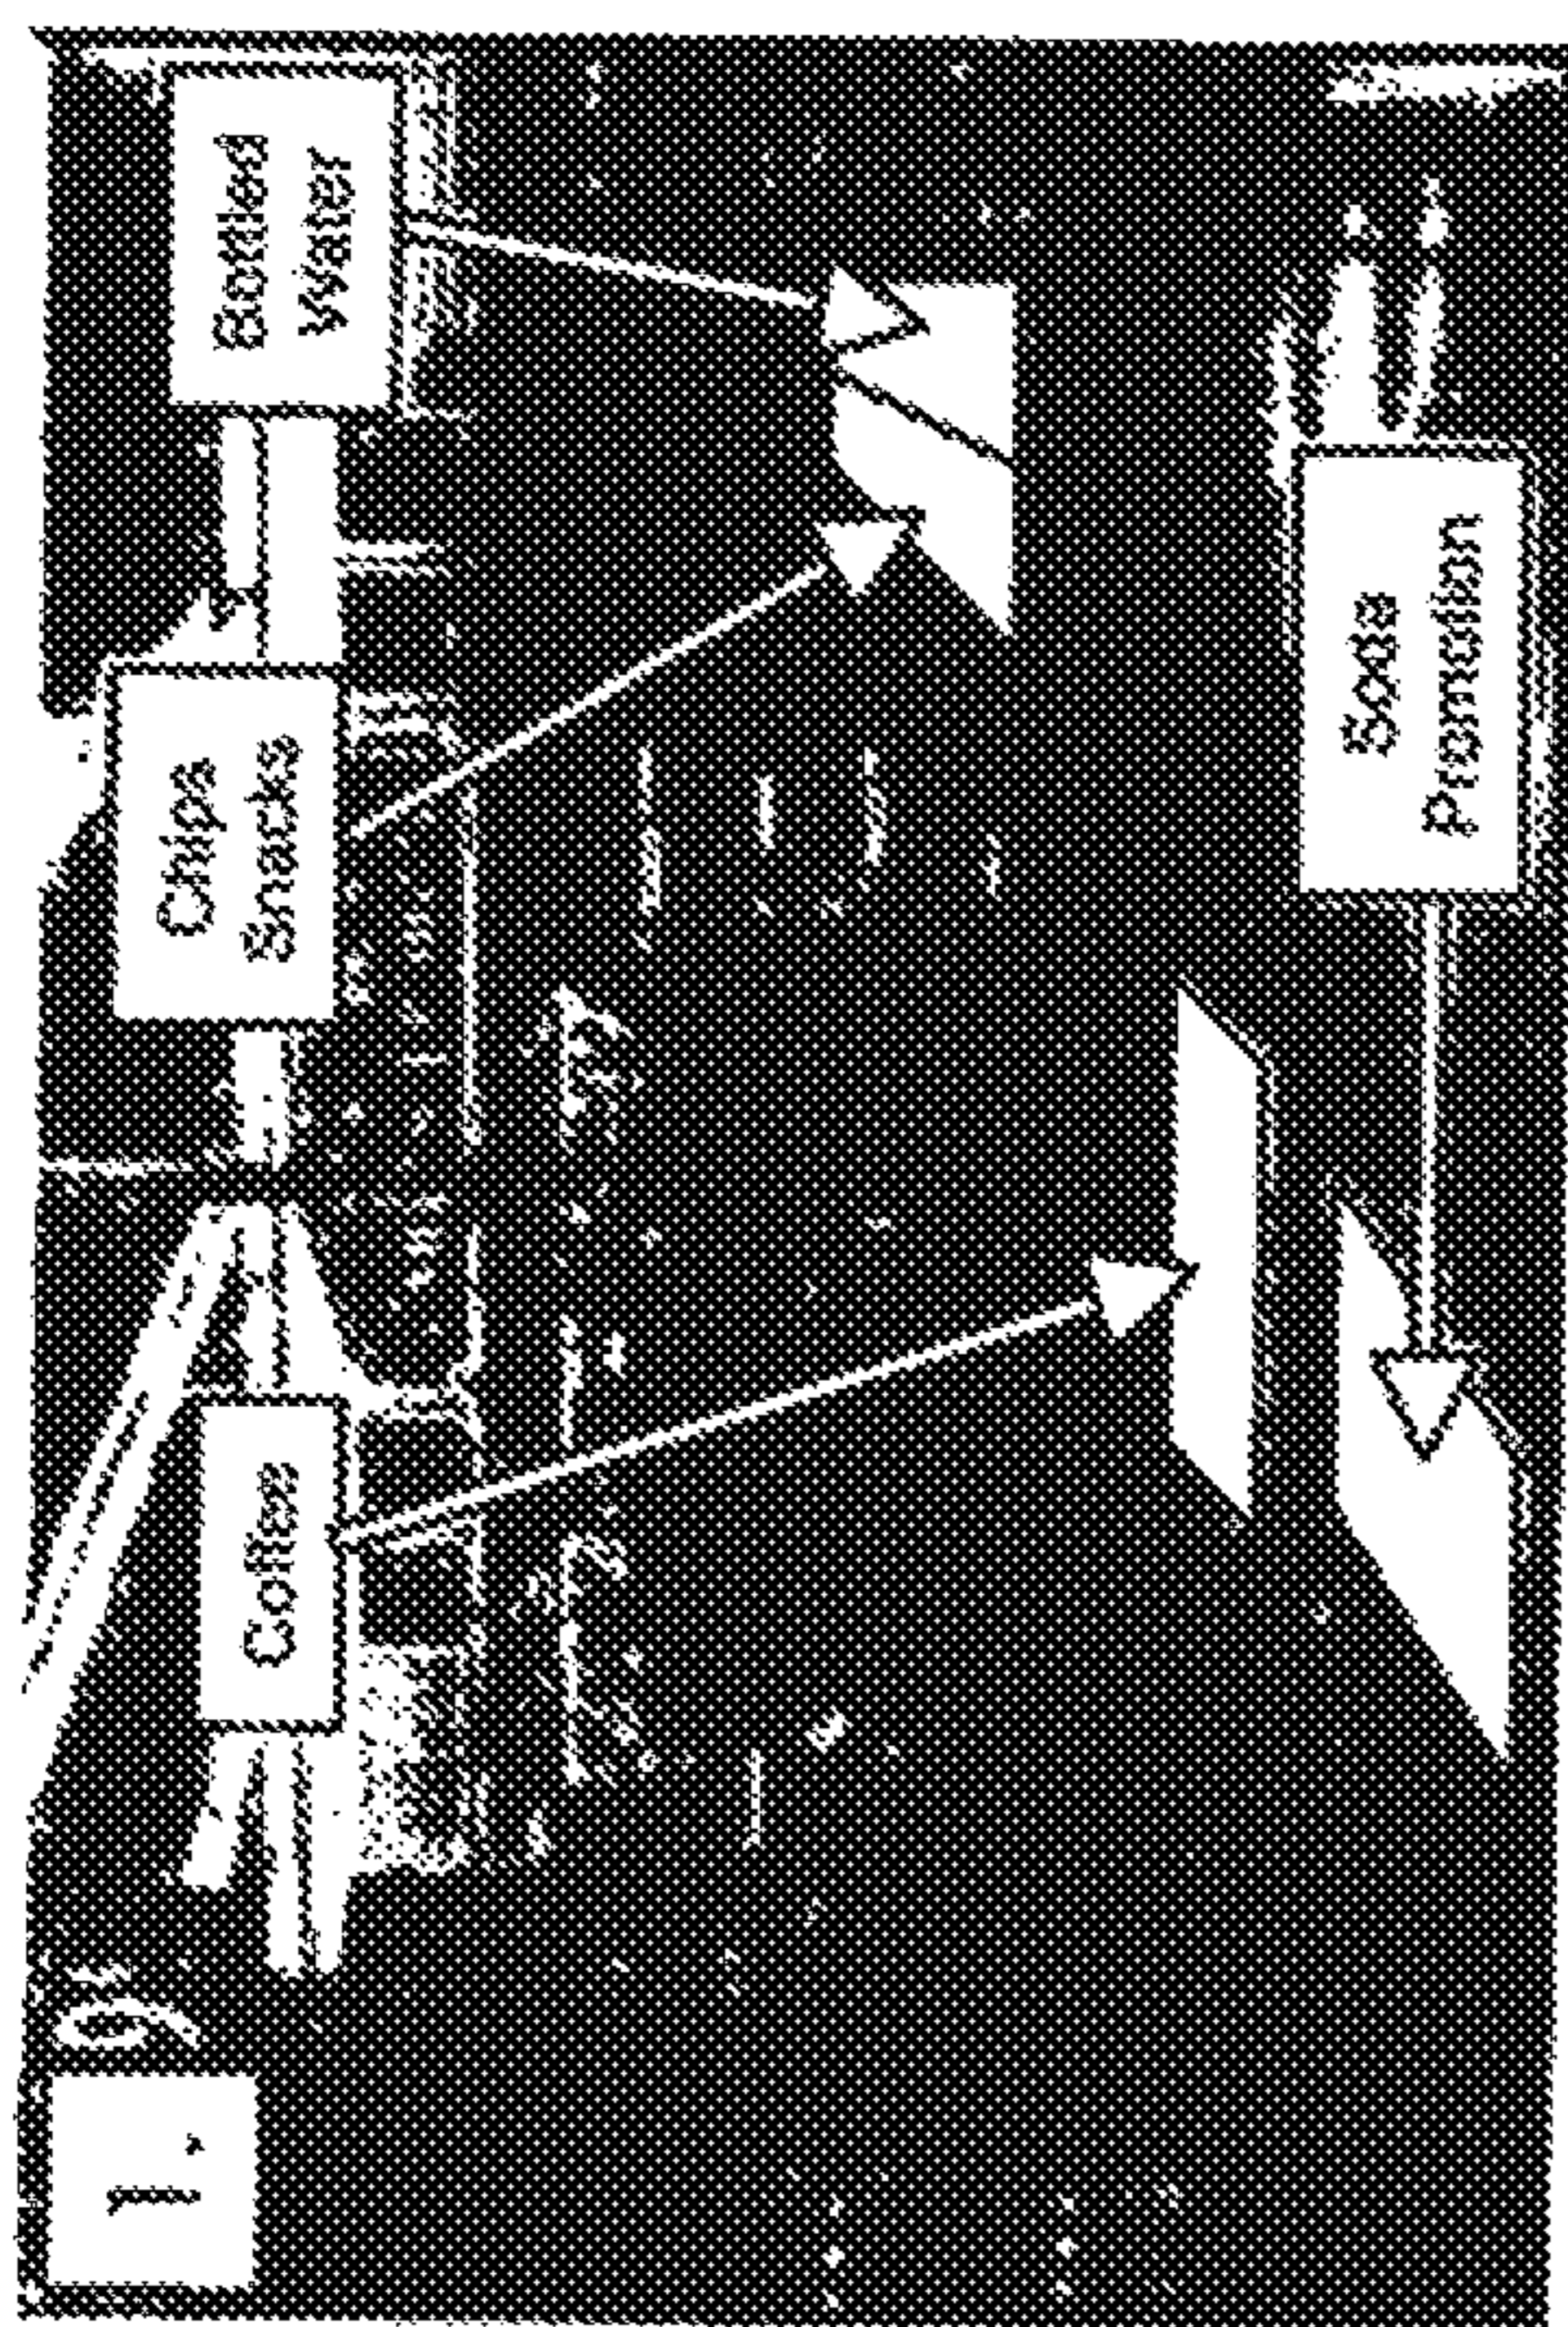 1.
Coffee
Chips
Snacks
Bottled
Water
Soda
Promotion